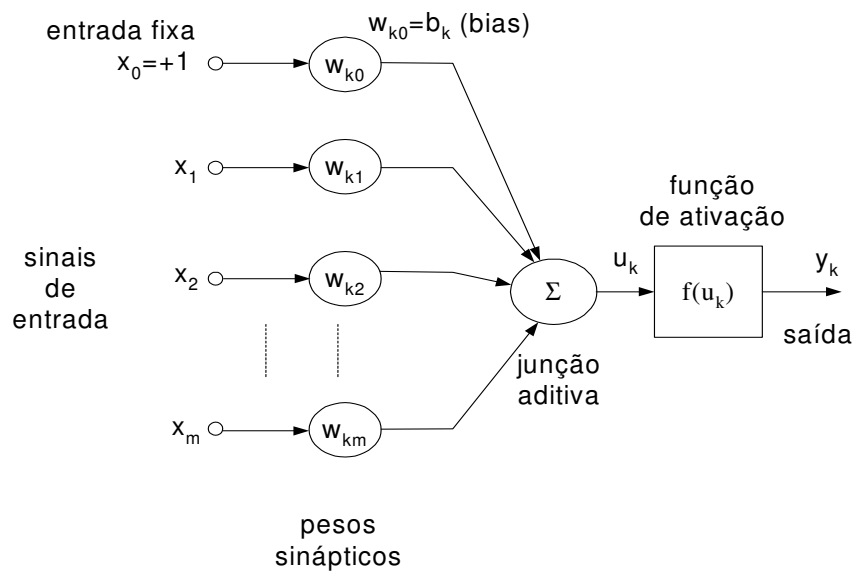 entrada fixa
x0=+1
wk0=bk (bias)
wk0
x1
wk1
sinais
de
entrada
x2
wk2
xm
wkm
pesos
sinápticos
Σ
junção
aditiva
uk
função
de ativação
f(uk)
yk
saída